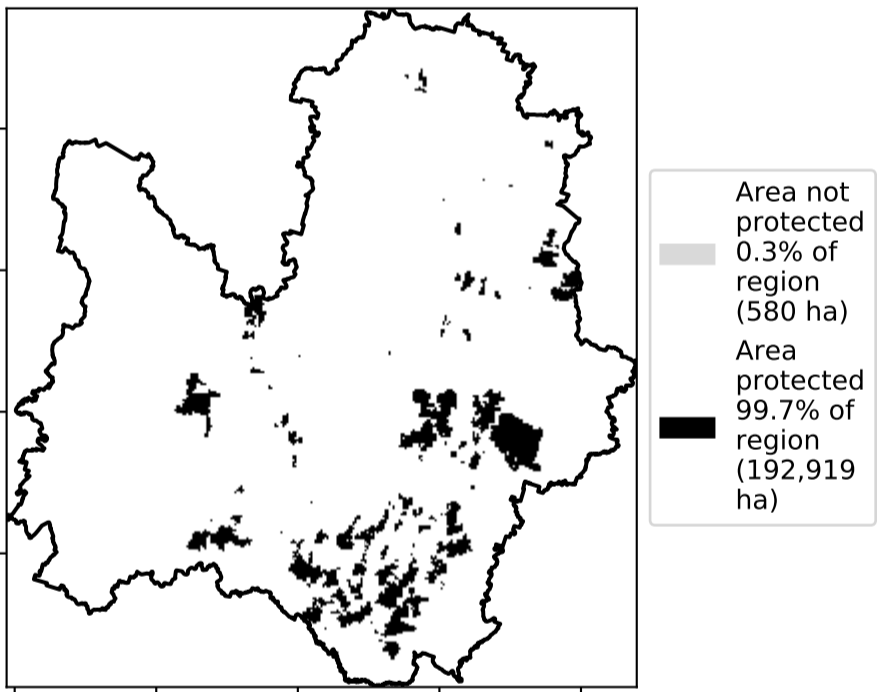 Area not
protected
0.3% of
region
(580 ha)
Area
protected
99.7% of
region
(192,919
ha)